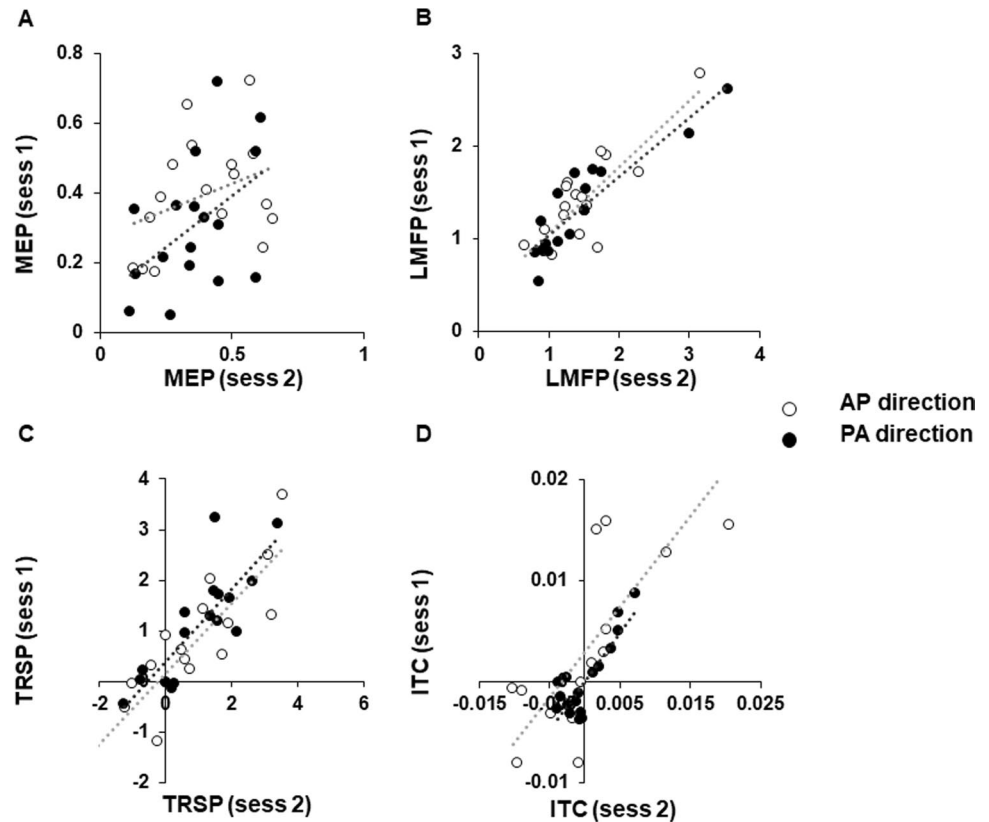 A
0.8
0.6
0.4
0.2
0
0
0.5
1
MEP (sess 1)
MEP (sess 2)
B
3
2
1
0
0
1
2
3
4
LMFP (sess 1)
LMFP (sess 2)
AP direction
PA direction
C
4
3
2
1
-1
-2
-2
0
2
4
6
TRSP (sess 1)
TRSP (sess 2)
D
0.02
0.01
-0.01
-0.015
0.005
0.015
0.025
ITC (sess 1)
ITC (sess 2)